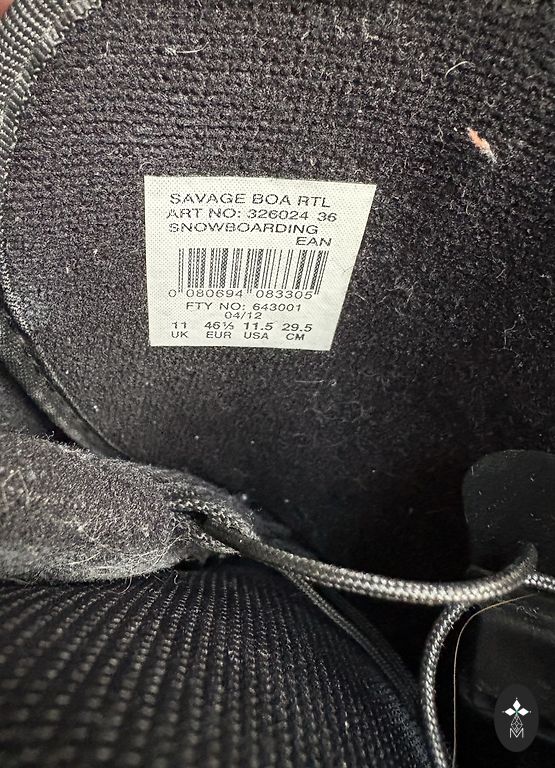 SAVAGE BOA RTL
ART NO: 326024 36
SNOWBOARDING
EAN
0 080694 083305
FTY NO: 643001
04/12
11 46⅓ 11.5 29.5
UK EUR USA CM